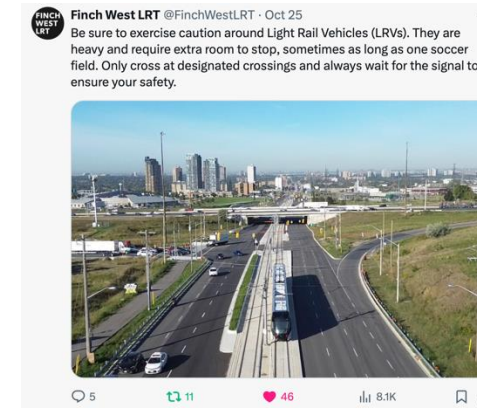 FINCH
WEST
LRT
Finch West LRT @FinchWestLRT · Oct 25
Be sure to exercise caution around Light Rail Vehicles (LRVs). They are
heavy and require extra room to stop, sometimes as long as one soccer
field. Only cross at designated crossings and always wait for the signal to
ensure your safety.
5 11 46 8.1K